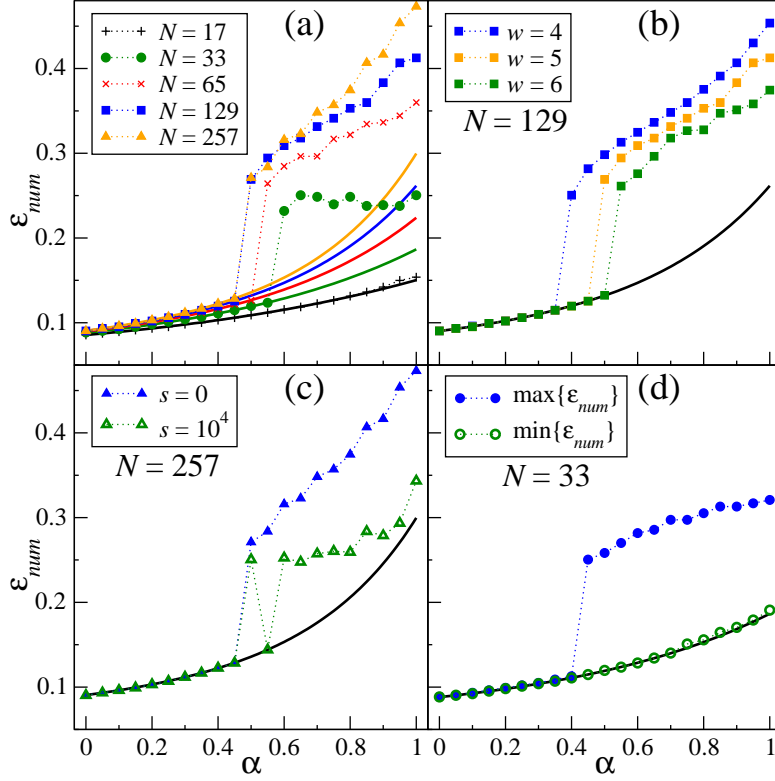 (a)
N = 17
N = 33
N = 65
N = 129
N = 257
(b)
w = 4
w = 5
w = 6
N = 129
0.4
0.3
0.2
0.1
ε_num
(c)
s = 0
s = 10^4
N = 257
(d)
max{ε_num}
min{ε_num}
N = 33
0.4
0.3
0.2
0.1
ε_num
0 0.2 0.4 0.6 0.8 1
0 0.2 0.4 0.6 0.8 1
α α